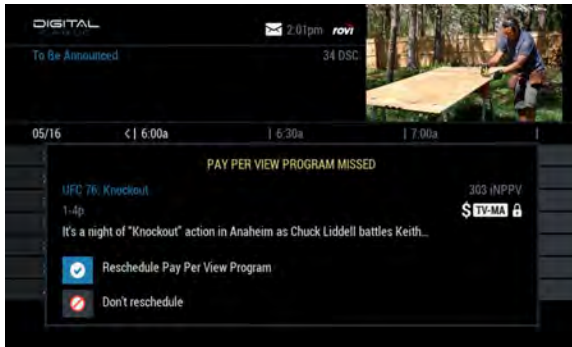 DIGITAL
2:01pm rovi
To Be Announced 34 DSC
05/16 6:00a 6:30a 7:00a
PAY PER VIEW PROGRAM MISSED
UFC 76: Knockout 303 iNPPV
1-4p $ TV-MA
It's a night of "Knockout" action in Anaheim as Chuck Liddell battles Keith...
Reschedule Pay Per View Program
Don't reschedule